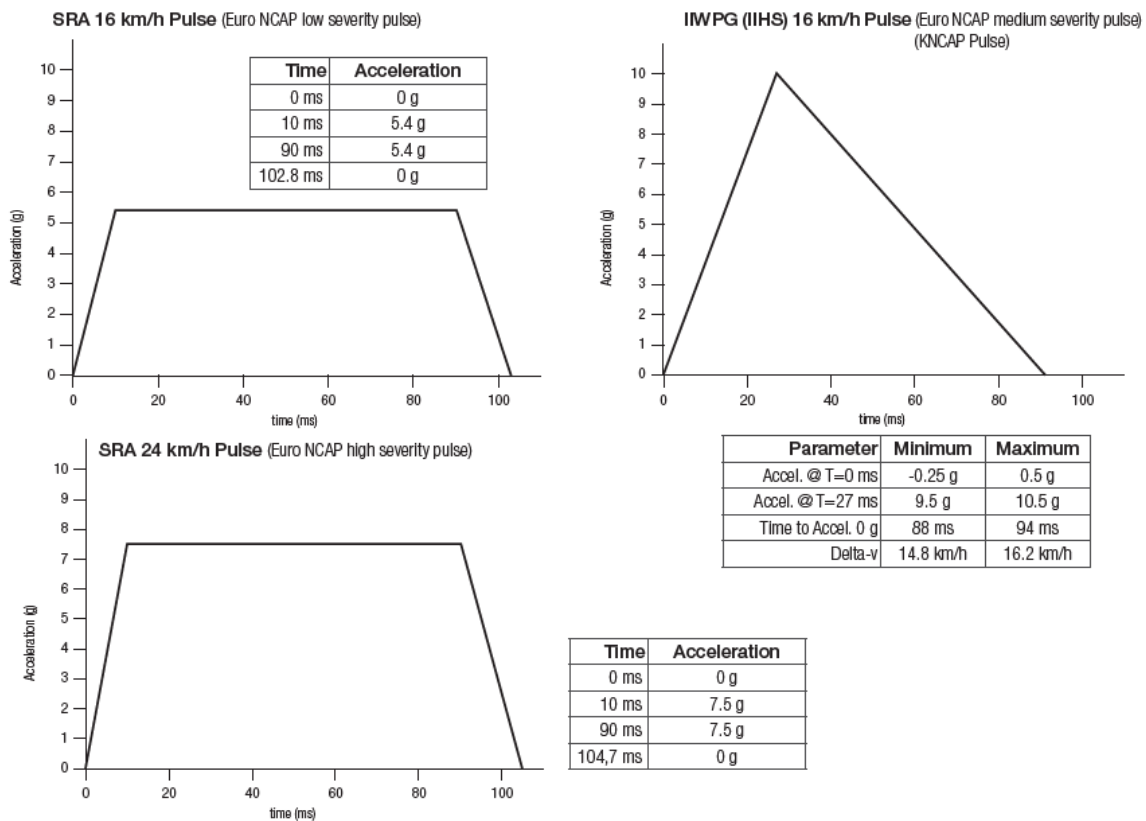 SRA 16 km/h Pulse (Euro NCAP low severity pulse)
10
9
8
7
6
5
4
3
2
1
0
Acceleration (g)
0 20 40 60 80 100
time (ms)
Time Acceleration
0 ms 0 g
10 ms 5.4 g
90 ms 5.4 g
102.8 ms 0 g
IIWPG (IIHS) 16 km/h Pulse (Euro NCAP medium severity pulse)
(KNCAP Pulse)
10
9
8
7
6
5
4
3
2
1
0
Acceleration (g)
0 20 40 60 80 100
time (ms)
Parameter Minimum Maximum
Accel. @ T=0 ms -0.25 g 0.5 g
Accel. @ T=27 ms 9.5 g 10.5 g
Time to Accel. 0 g 88 ms 94 ms
Delta-v 14.8 km/h 16.2 km/h
SRA 24 km/h Pulse (Euro NCAP high severity pulse)
10
9
8
7
6
5
4
3
2
1
0
Acceleration (g)
0 20 40 60 80 100
time (ms)
Time Acceleration
0 ms 0 g
10 ms 7.5 g
90 ms 7.5 g
104,7 ms 0 g